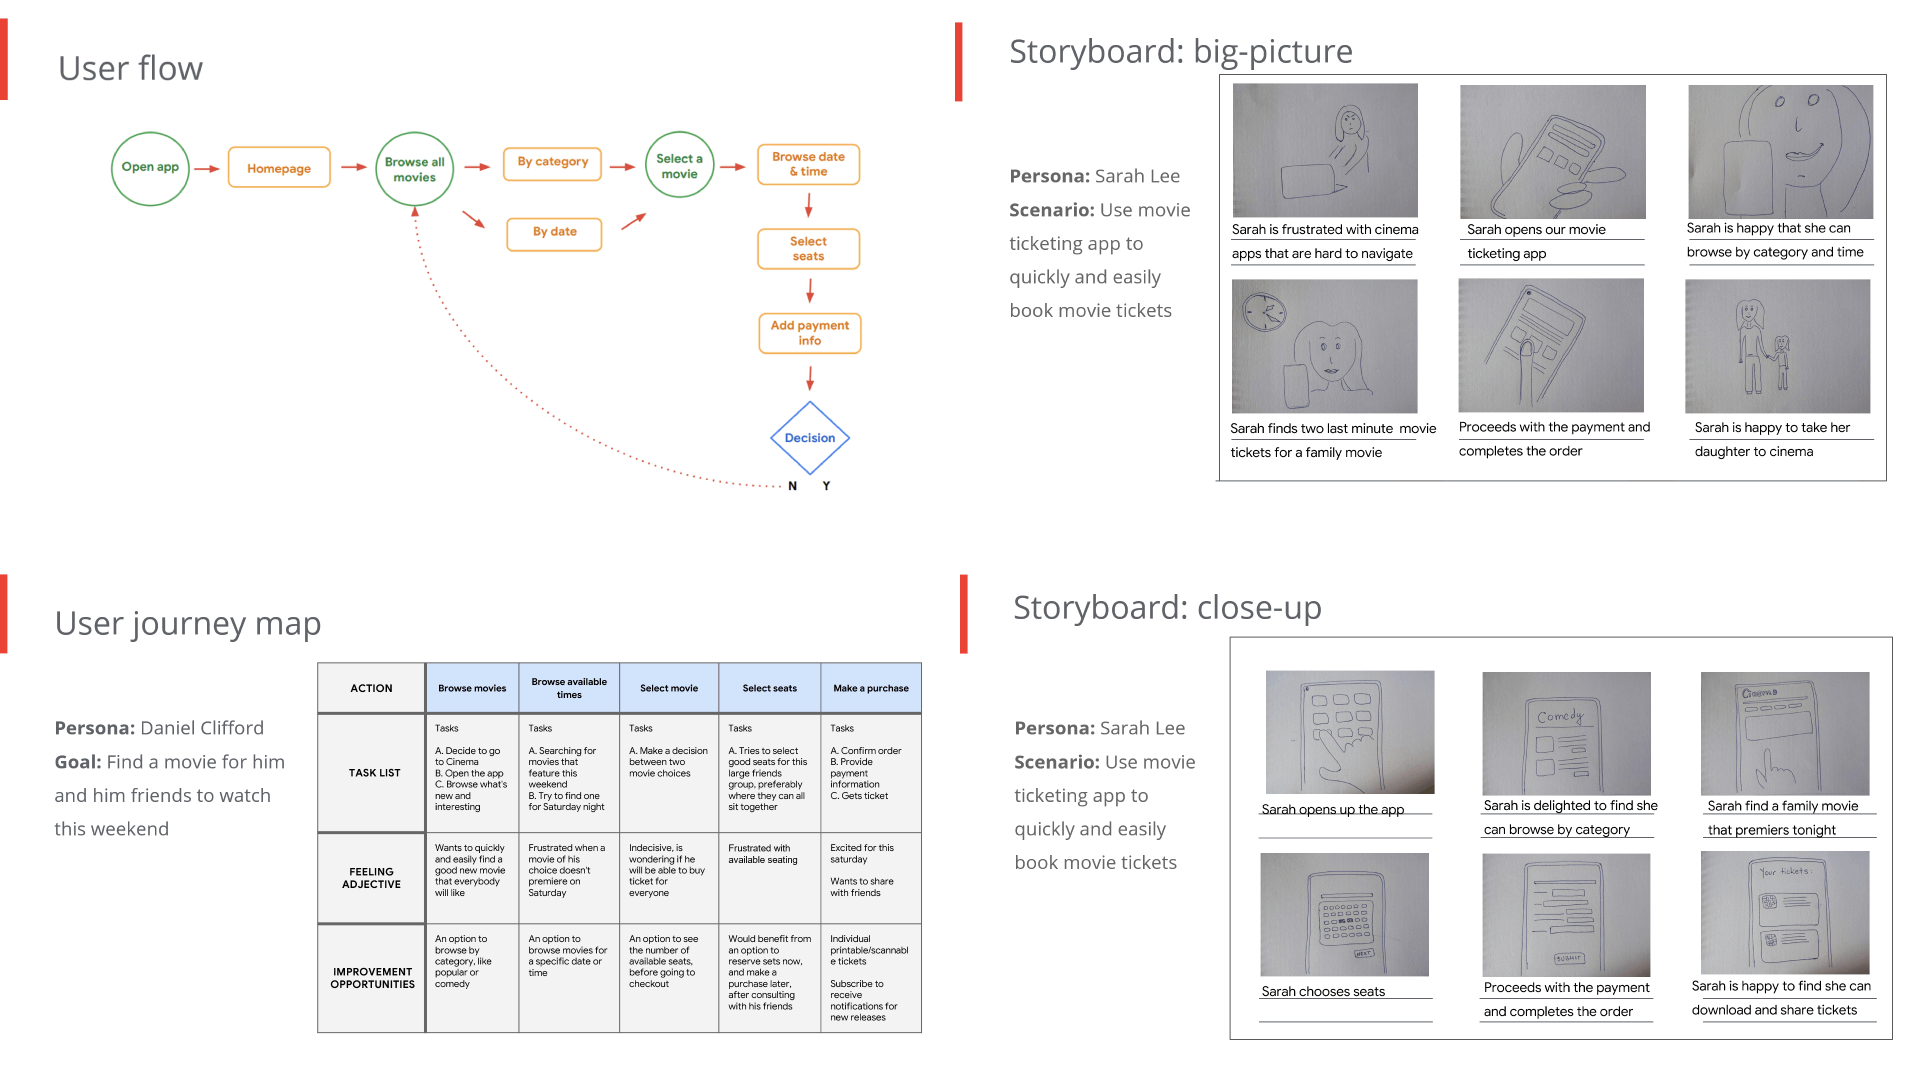 User flow
Open app
Homepage
Browse all
movies
By category
By date
Select a
movie
Browse date
& time
Select
seats
Add payment
info
Decision
N
Y
Storyboard: big-picture
Persona: Sarah Lee
Scenario: Use movie
ticketing app to
quickly and easily
book movie tickets
Sarah is frustrated with cinema
apps that are hard to navigate
Sarah opens our movie
ticketing app
Sarah is happy that she can
browse by category and time
Sarah finds two last minute movie
tickets for a family movie
Proceeds with the payment and
completes the order
Sarah is happy to take her
daughter to cinema
User journey map
Persona: Daniel Clifford
Goal: Find a movie for him
and him friends to watch
this weekend
ACTION
Browse movies
Browse available
times
Select movie
Select seats
Make a purchase
TASK LIST
Tasks
A. Decide to go
to Cinema
B. Open the app
C. Browse what's
new and
interesting
Tasks
A. Searching for
movies that
feature this
weekend
B. Try to find one
for Saturday night
Tasks
A. Make a decision
between two
movie choices
Tasks
A. Tries to select
good seats for this
large friends
group, preferably
where they can all
sit together
Tasks
A. Confirm order
B. Provide
payment
information
C. Gets ticket
FEELING
ADJECTIVE
Wants to quickly
and easily find a
good new movie
that everybody
will like
Frustrated when a
movie of his
choice doesn't
premiere on
Saturday
Indecisive, is
wondering if he
will be able to buy
ticket for
everyone
Frustrated with
available seating
Excited for this
saturday
Wants to share
with friends
IMPROVEMENT
OPPORTUNITIES
An option to
browse by
category, like
popular or
comedy
An option to
browse movies for
a specific date or
time
An option to see
the number of
available seats,
before going to
checkout
Would benefit from
an option to
reserve sets now,
and make a
purchase later,
after consulting
with his friends
Individual
printable/scannabl
e tickets
Subscribe to
receive
notifications for
new releases
Storyboard: close-up
Persona: Sarah Lee
Scenario: Use movie
ticketing app to
quickly and easily
book movie tickets
Sarah opens up the app
Comedy
Sarah is delighted to find she
can browse by category
Cinema
Sarah find a family movie
that premiers tonight
NEXT
Sarah chooses seats
SUBMIT
Proceeds with the payment
and completes the order
Your tickets:
Sarah is happy to find she can
download and share tickets